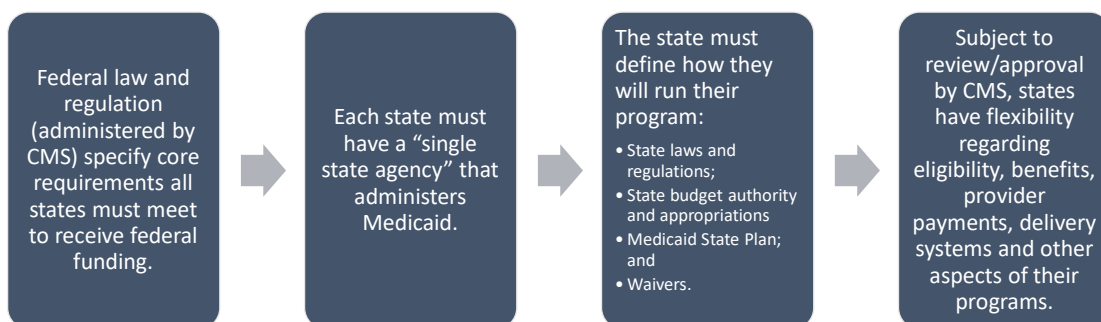 Federal law and
regulation
(administered by
CMS) specify core
requirements all
states must meet
to receive federal
funding.
Each state must
have a “single
state agency” that
administers
Medicaid.
The state must
define how they
will run their
program:
• State laws and
regulations;
• State budget authority
and appropriations
• Medicaid State Plan;
and
• Waivers.
Subject to
review/approval
by CMS, states
have flexibility
regarding
eligibility, benefits,
provider
payments, delivery
systems and other
aspects of their
programs.